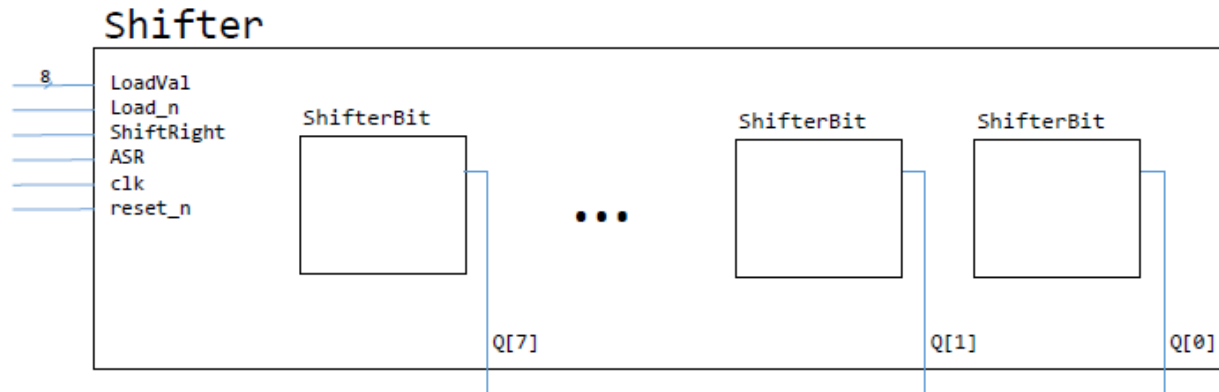 Shifter
8
LoadVal
Load_n
ShiftRight
ASR
clk
reset_n
ShifterBit
ShifterBit
ShifterBit
...
Q[7]
Q[1]
Q[0]